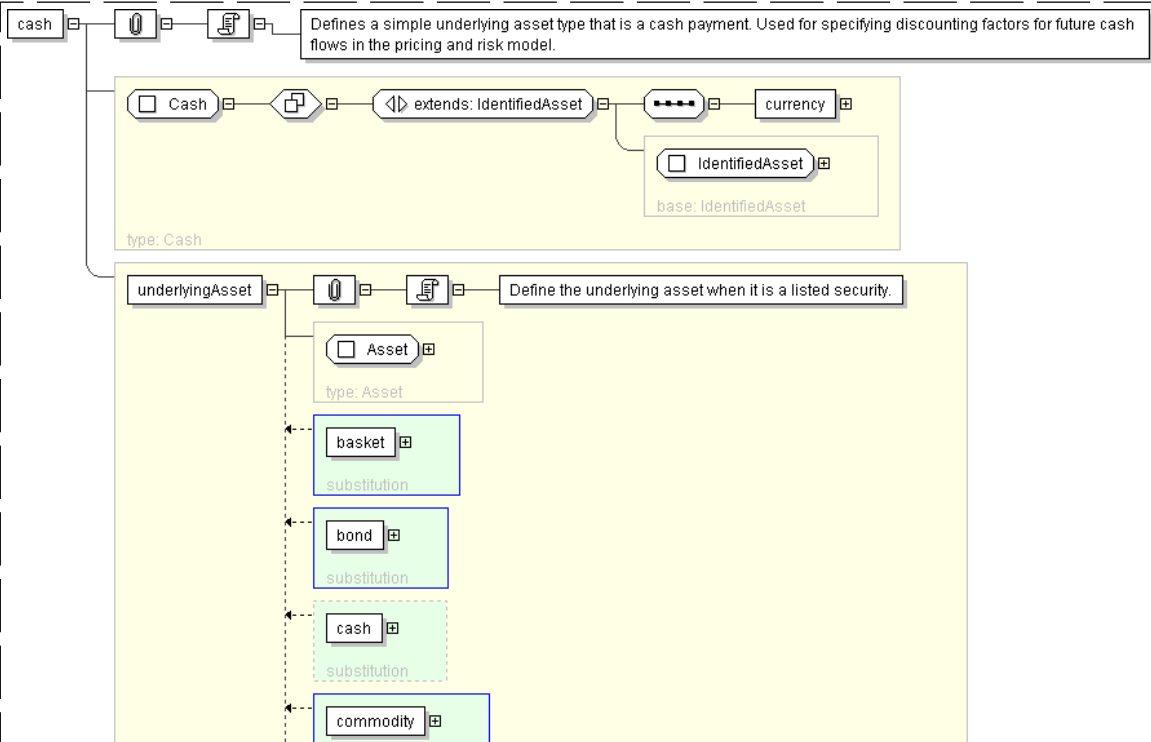 cash
Defines a simple underlying asset type that is a cash payment. Used for specifying discounting factors for future cash
flows in the pricing and risk model.
Cash
extends: IdentifiedAsset
currency
IdentifiedAsset
base: IdentifiedAsset
type: Cash
underlyingAsset
Define the underlying asset when it is a listed security.
Asset
type: Asset
basket
substitution
bond
substitution
cash
substitution
commodity